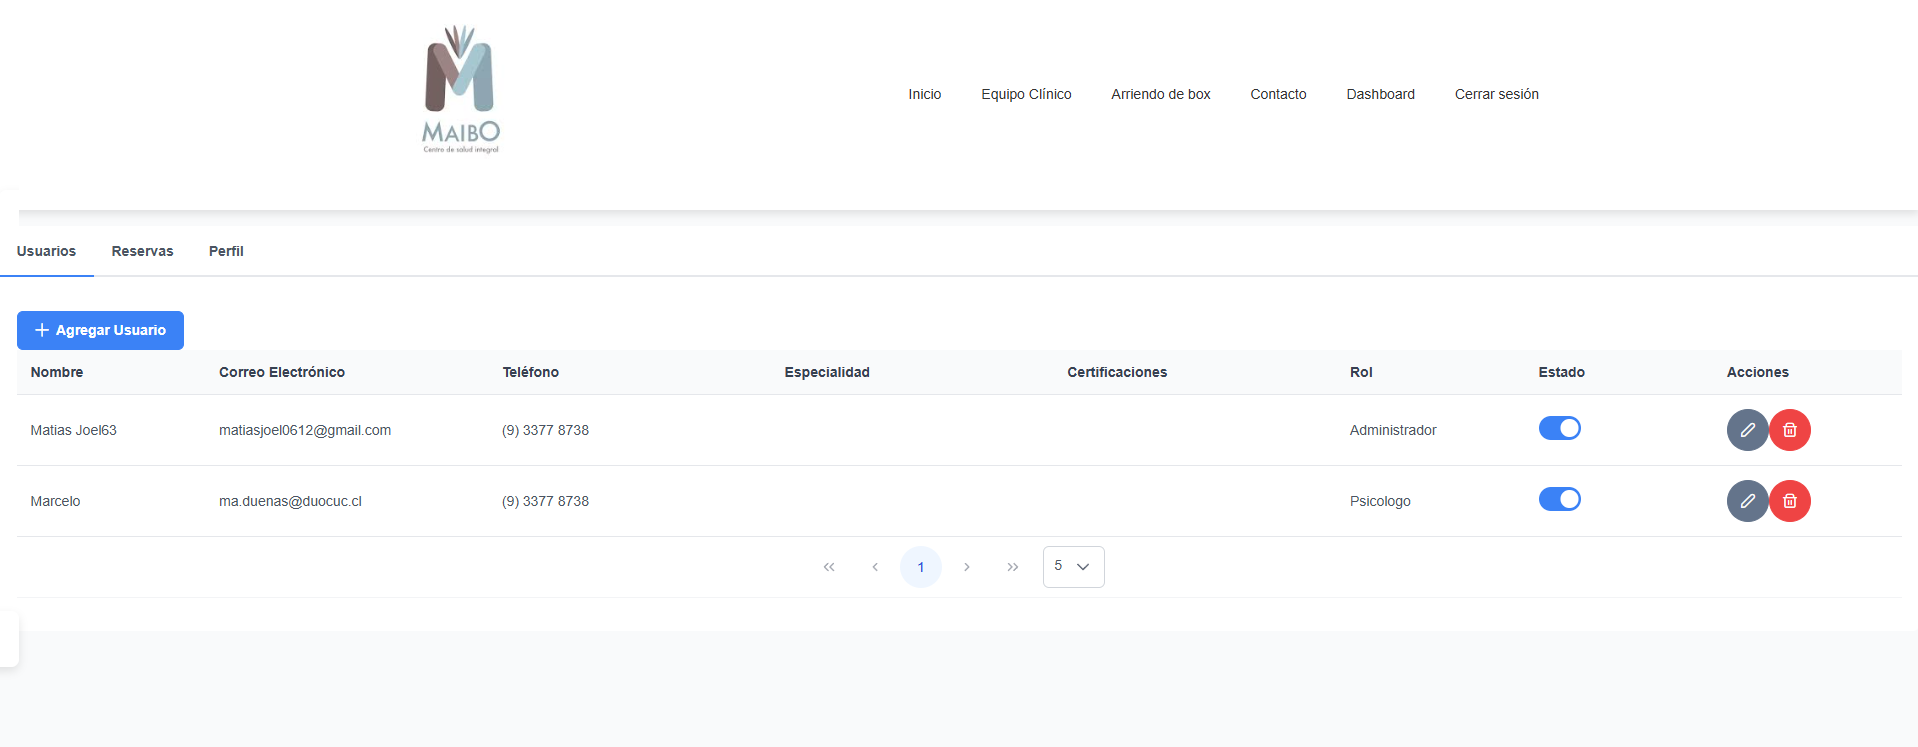 MAIBO
Centro de salud integral
Inicio Equipo Clínico Arriendo de box Contacto Dashboard Cerrar sesión
Usuarios Reservas Perfil
Agregar Usuario
Nombre Correo Electrónico Teléfono Especialidad Certificaciones Rol Estado Acciones
Matias Joel63 matiasjoel0612@gmail.com (9) 3377 8738 Administrador
Marcelo ma.duenas@duocuc.cl (9) 3377 8738 Psicologo
1 5